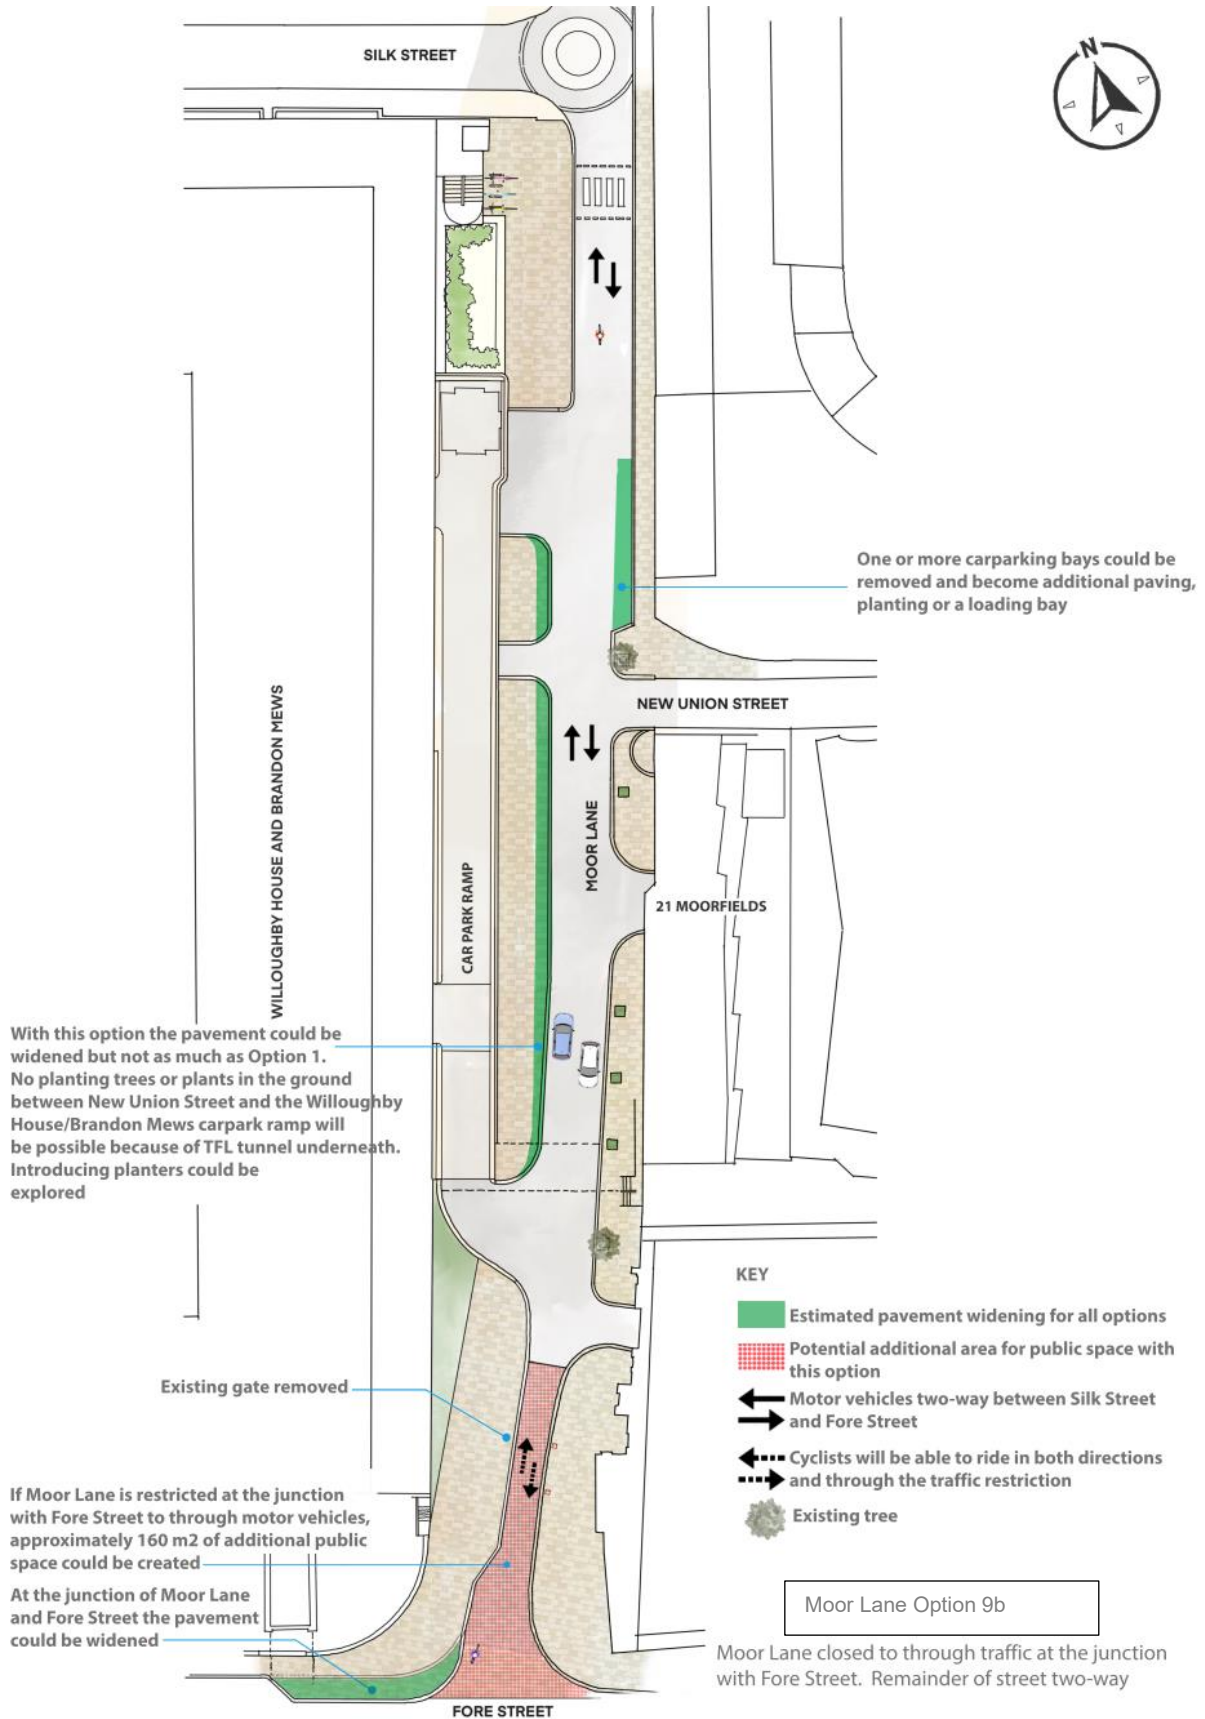 SILK STREET
N
One or more carparking bays could be
removed and become additional paving,
planting or a loading bay
NEW UNION STREET
WILLOUGHBY HOUSE AND BRANDON MEWS
MOOR LANE
CAR PARK RAMP
21 MOORFIELDS
With this option the pavement could be
widened but not as much as Option 1.
No planting trees or plants in the ground
between New Union Street and the Willoughby
House/Brandon Mews carpark ramp will
be possible because of TFL tunnel underneath.
Introducing planters could be
explored
KEY
Estimated pavement widening for all options
Potential additional area for public space with
this option
Motor vehicles two-way between Silk Street
and Fore Street
Cyclists will be able to ride in both directions
and through the traffic restriction
Existing tree
Existing gate removed
If Moor Lane is restricted at the junction
with Fore Street to through motor vehicles,
approximately 160 m2 of additional public
space could be created
At the junction of Moor Lane
and Fore Street the pavement
could be widened
Moor Lane Option 9b
Moor Lane closed to through traffic at the junction
with Fore Street. Remainder of street two-way
FORE STREET